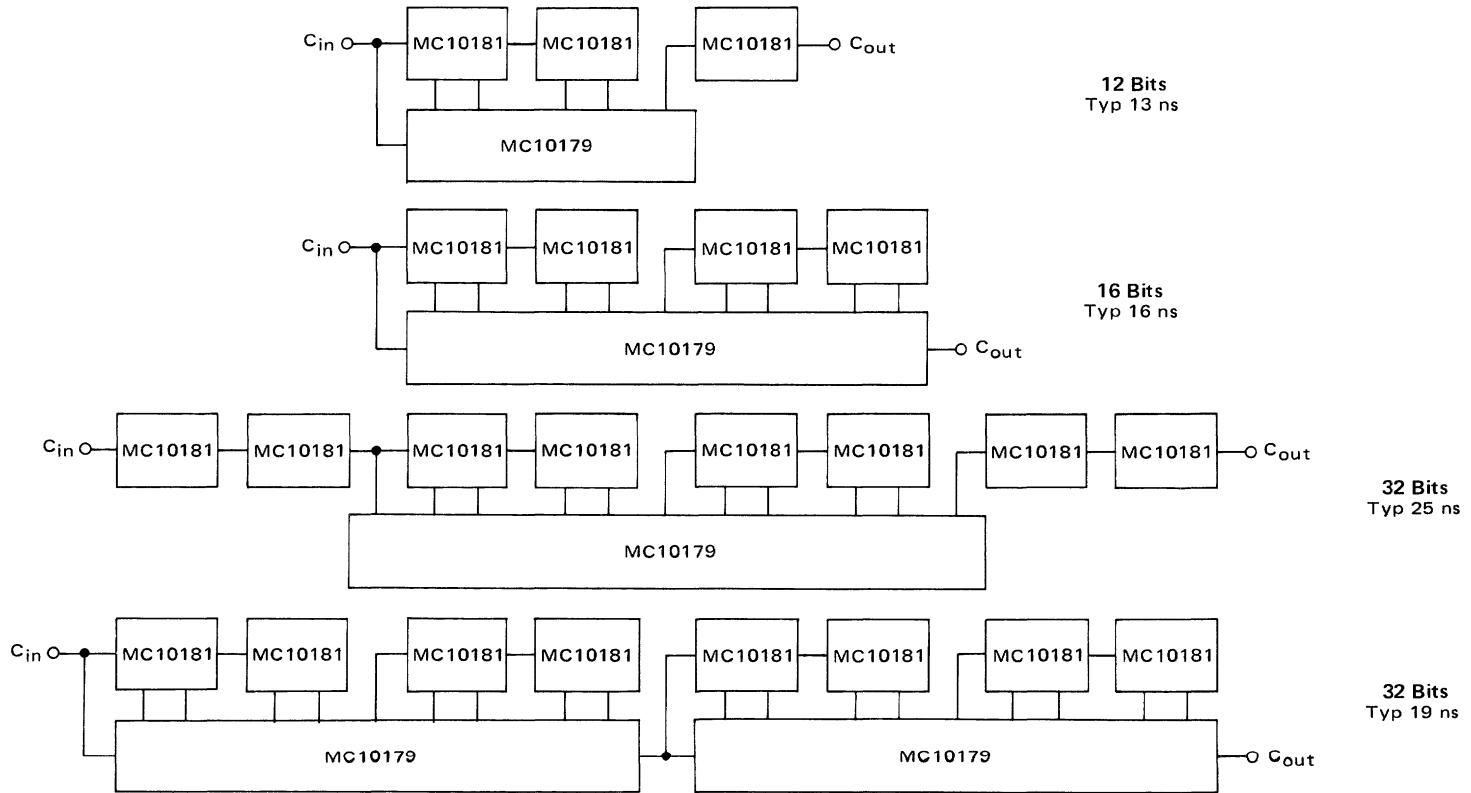 Cin MC10181 MC10181 MC10181 Cout
12 Bits
Typ 13 ns
MC10179
Cin MC10181 MC10181 MC10181 MC10181
16 Bits
Typ 16 ns
MC10179 Cout
Cin MC10181 MC10181 MC10181 MC10181 MC10181 MC10181 MC10181 MC10181 Cout
32 Bits
Typ 25 ns
MC10179
Cin MC10181 MC10181 MC10181 MC10181 MC10181 MC10181 MC10181 MC10181
32 Bits
Typ 19 ns
MC10179 MC10179 Cout